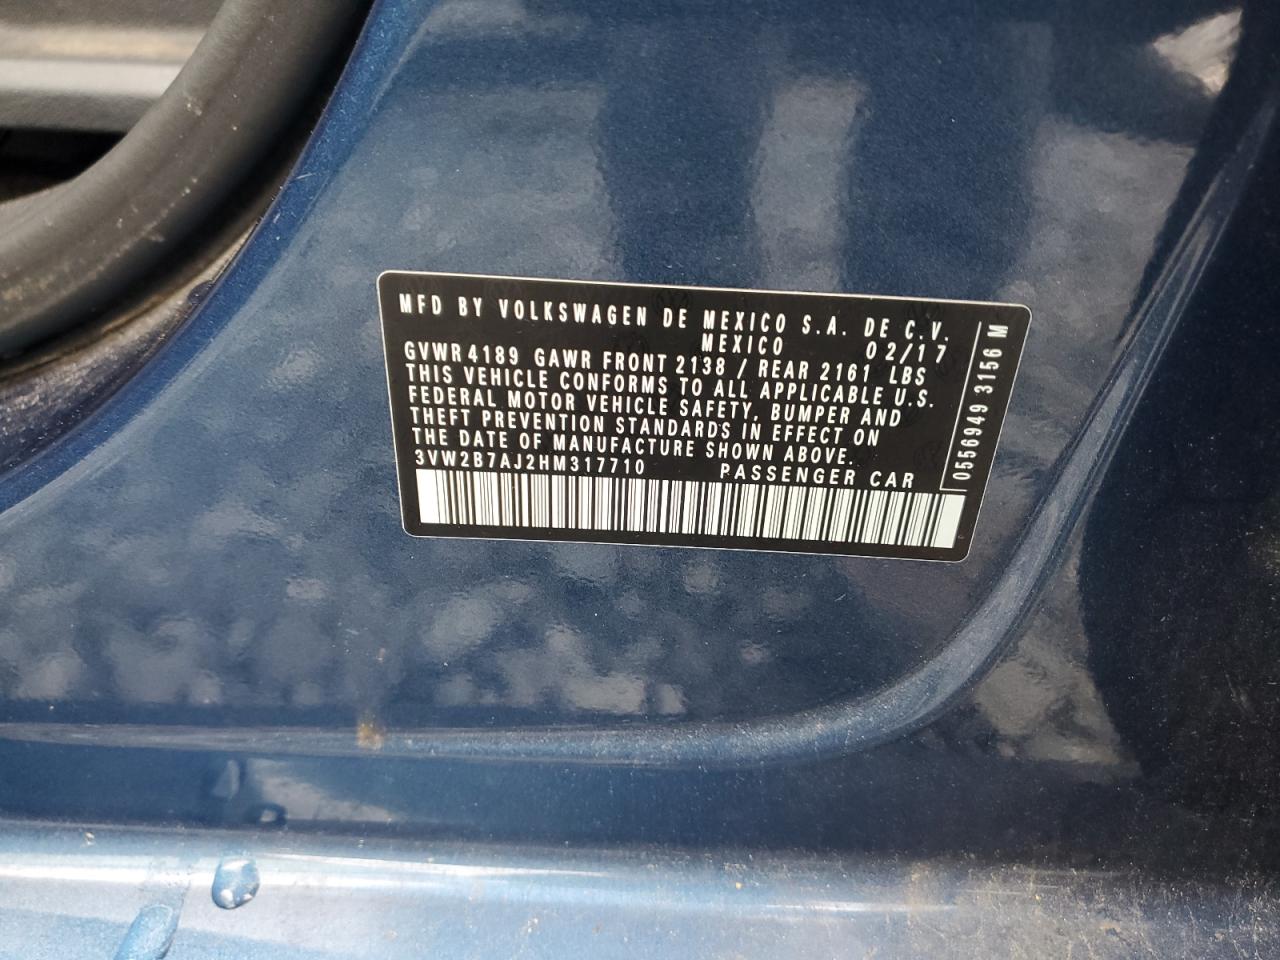 MFD BY VOLKSWAGEN DE MEXICO S.A. DE C.V.
MEXICO 02/17
GVWR 4189 GAWR FRONT 2138 / REAR 2161 LBS
THIS VEHICLE CONFORMS TO ALL APPLICABLE U.S.
FEDERAL MOTOR VEHICLE SAFETY, BUMPER AND
THEFT PREVENTION STANDARDS IN EFFECT ON
THE DATE OF MANUFACTURE SHOWN ABOVE.
3VW2B7AJ2HM317710 PASSENGER CAR
0556949 3156 M